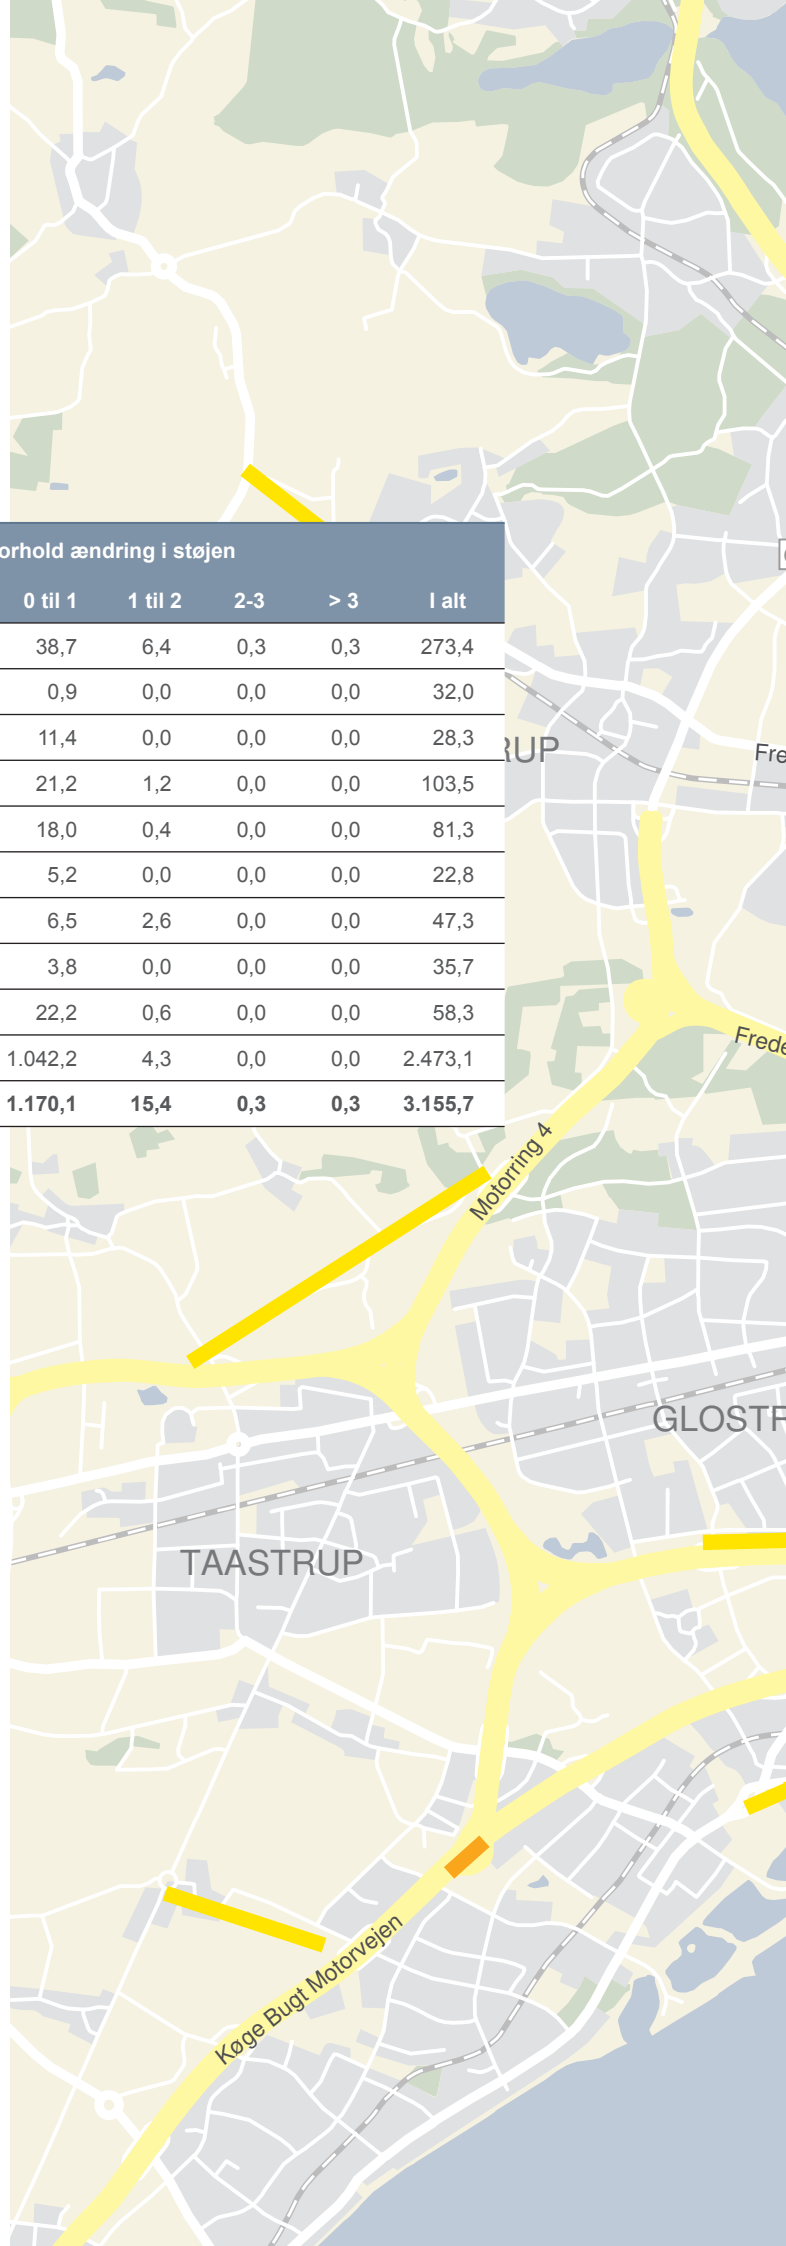 orhold ændring i støjen
0 til 1 1 til 2 2-3 > 3 I alt
38,7 6,4 0,3 0,3 273,4
0,9 0,0 0,0 0,0 32,0
11,4 0,0 0,0 0,0 28,3
21,2 1,2 0,0 0,0 103,5
18,0 0,4 0,0 0,0 81,3
5,2 0,0 0,0 0,0 22,8
6,5 2,6 0,0 0,0 47,3
3,8 0,0 0,0 0,0 35,7
22,2 0,6 0,0 0,0 58,3
1.042,2 4,3 0,0 0,0 2.473,1
1.170,1 15,4 0,3 0,3 3.155,7
RUP
Fre
Frede
Motorring 4
GLOSTR
TAASTRUP
Køge Bugt Motorvejen